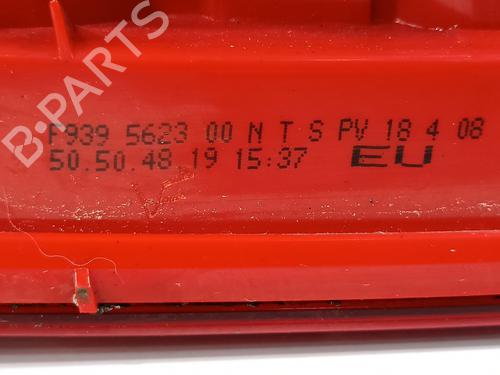 F939 5623 00 N T S PV 18 4 08
50.50.48 19 15:37 EU
B-PARTS